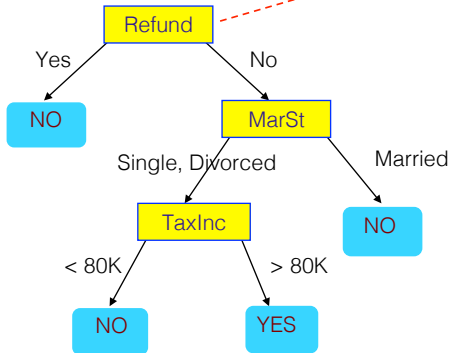 Refund
Yes
No
NO
MarSt
Single, Divorced
Married
TaxInc
NO
< 80K
> 80K
NO
YES